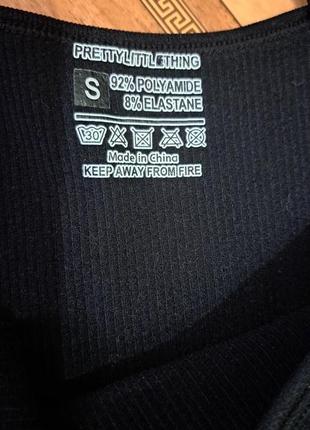 PRETTYLITTLETHING
S
92% POLYAMIDE
8% ELASTANE
30
Made in China
KEEP AWAY FROM FIRE